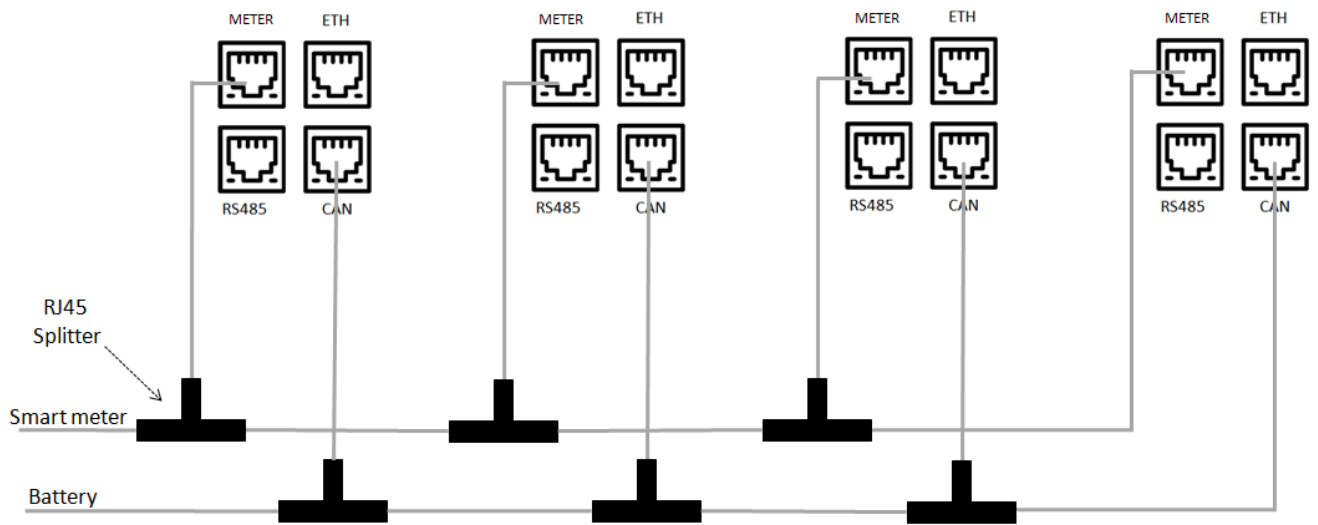 METER ETH METER ETH METER ETH METER ETH
RS485 CAN RS485 CAN RS485 CAN RS485 CAN
RJ45
Splitter
Smart meter
Battery